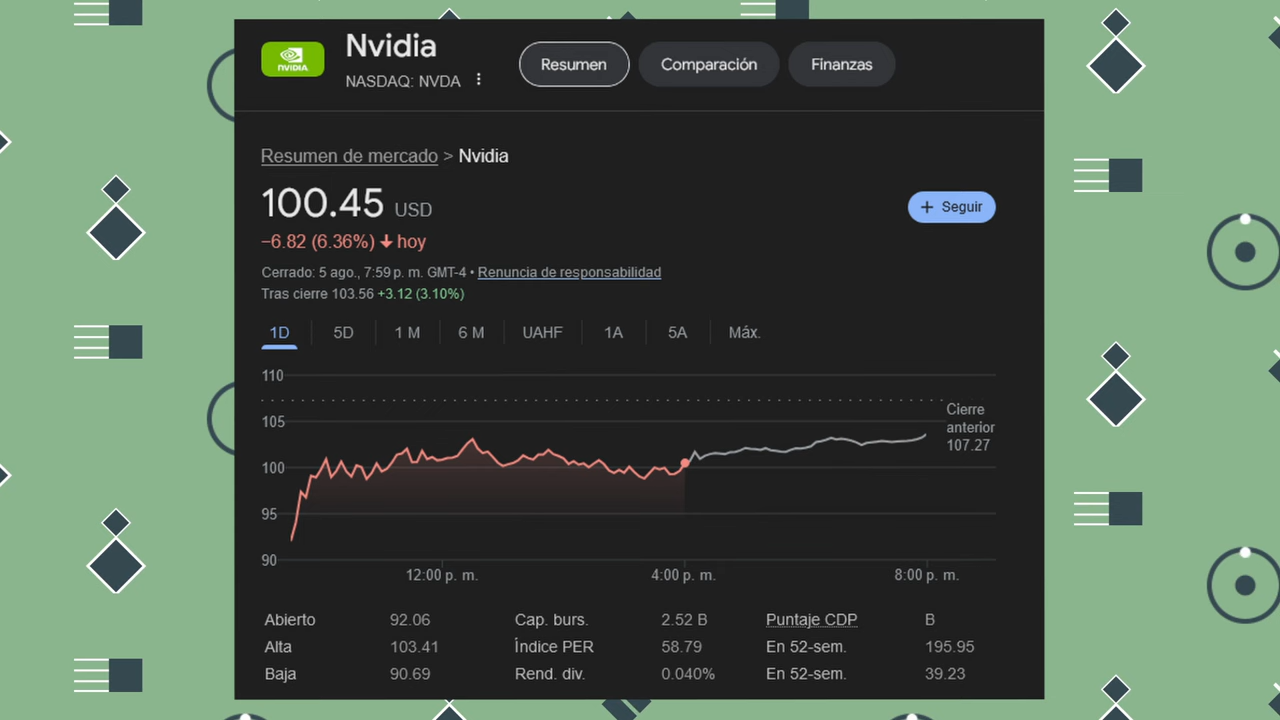 Nvidia
NVIDIA
NASDAQ: NVDA
Resumen Comparación Finanzas
Resumen de mercado > Nvidia
100.45 USD
+ Seguir
−6.82 (6.36%) ↓ hoy
Cerrado: 5 ago., 7:59 p. m. GMT-4 • Renuncia de responsabilidad
Tras cierre 103.56 +3.12 (3.10%)
1D 5D 1 M 6 M UAHF 1A 5A Máx.
110
105
100
95
90
Cierre
anterior
107.27
12:00 p. m. 4:00 p. m. 8:00 p. m.
Abierto 92.06 Cap. burs. 2.52 B Puntaje CDP B
Alta 103.41 Índice PER 58.79 En 52-sem. 195.95
Baja 90.69 Rend. div. 0.040% En 52-sem. 39.23